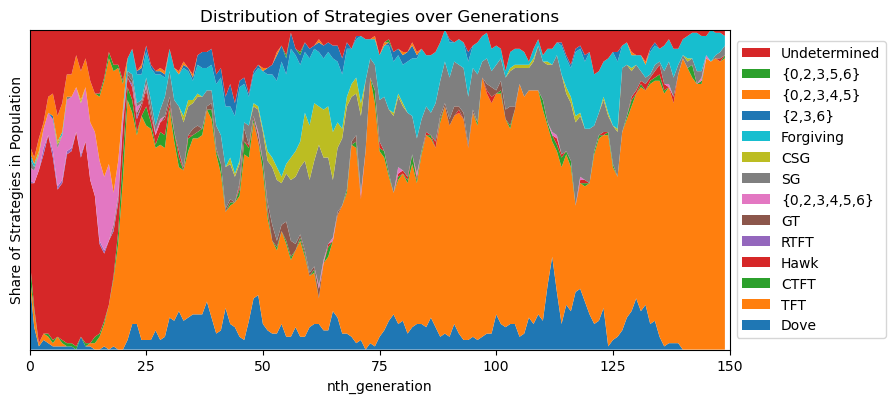 Distribution of Strategies over Generations
Share of Strategies in Population
0
25
50
75
100
125
150
nth_generation
Undetermined
{0,2,3,5,6}
{0,2,3,4,5}
{2,3,6}
Forgiving
CSG
SG
{0,2,3,4,5,6}
GT
RTFT
Hawk
CTFT
TFT
Dove